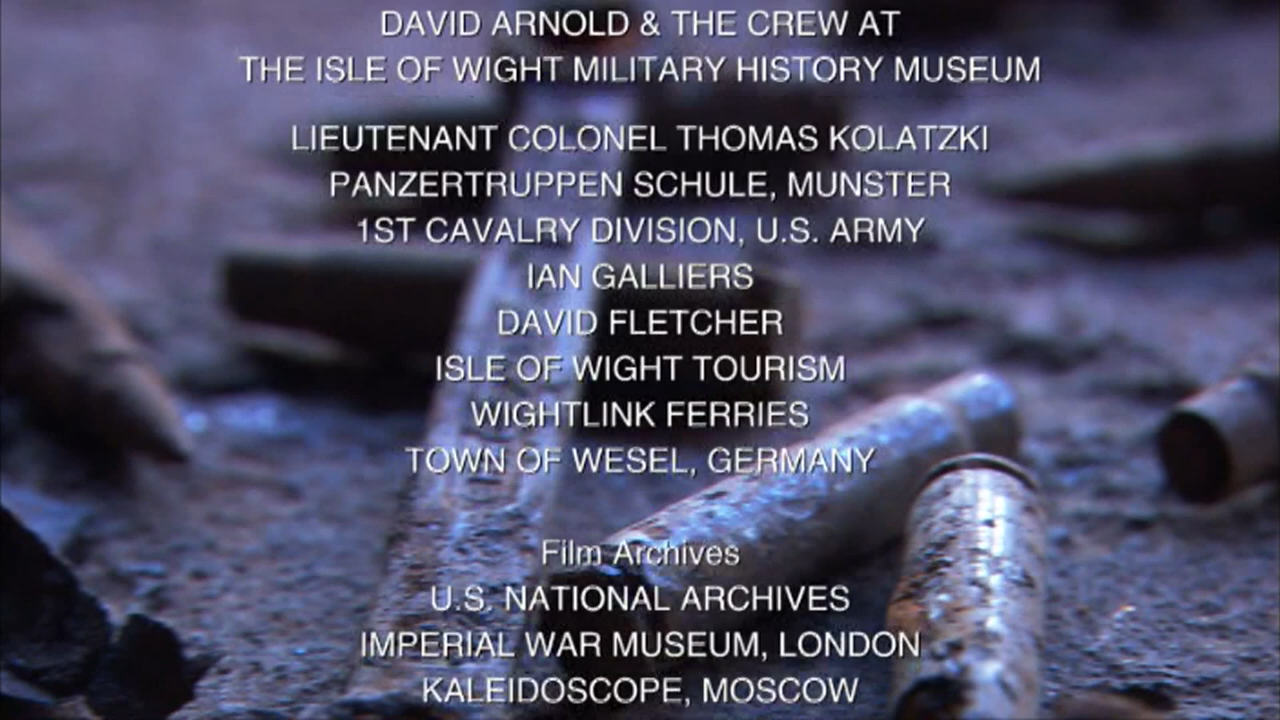 DAVID ARNOLD & THE CREW AT
THE ISLE OF WIGHT MILITARY HISTORY MUSEUM
LIEUTENANT COLONEL THOMAS KOLATZKI
PANZERTRUPPEN SCHULE, MUNSTER
1ST CAVALRY DIVISION, U.S. ARMY
IAN GALLIERS
DAVID FLETCHER
ISLE OF WIGHT TOURISM
WIGHTLINK FERRIES
TOWN OF WESEL, GERMANY
Film Archives
U.S. NATIONAL ARCHIVES
IMPERIAL WAR MUSEUM, LONDON
KALEIDOSCOPE, MOSCOW